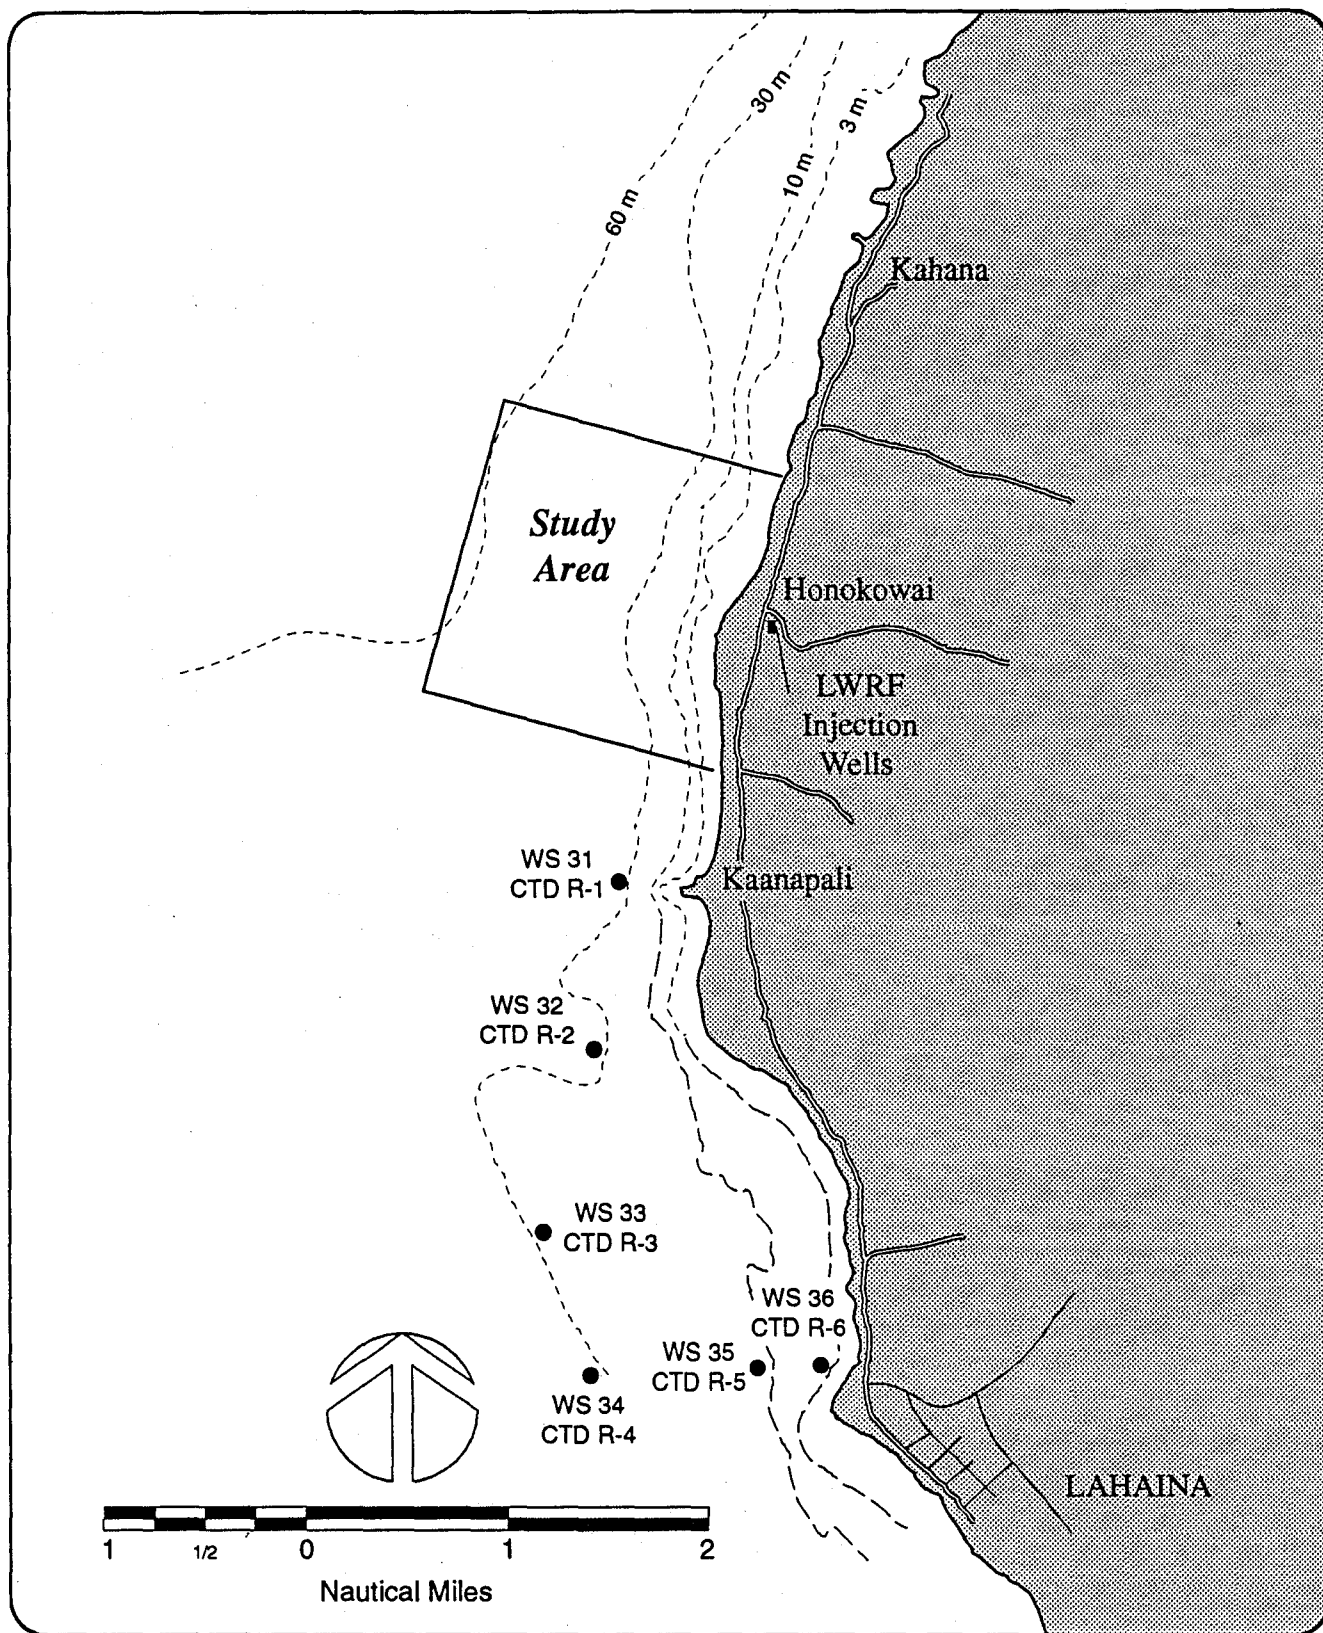 30 m
3 m
10 m
60 m
Kahana
Study
Area
Honokowai
LWRF
Injection
Wells
WS 31
CTD R-1
Kaanapali
WS 32
CTD R-2
WS 33
CTD R-3
WS 36
CTD R-6
WS 35
CTD R-5
WS 34
CTD R-4
LAHAINA
1 1/2 0 1 2
Nautical Miles